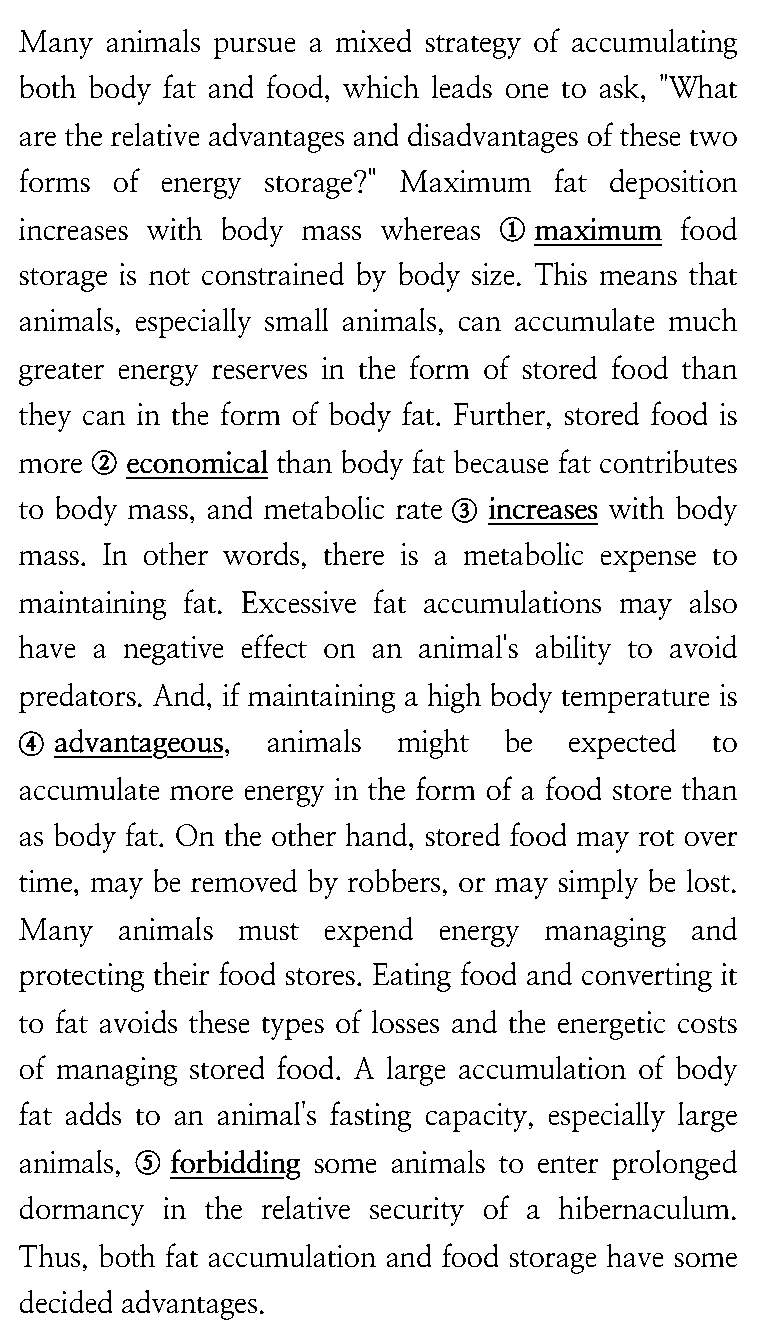 Many animals pursue a mixed strategy of accumulating
both body fat and food, which leads one to ask, "What
are the relative advantages and disadvantages of these two
forms of energy storage?" Maximum fat deposition
increases with body mass whereas ① maximum food
storage is not constrained by body size. This means that
animals, especially small animals, can accumulate much
greater energy reserves in the form of stored food than
they can in the form of body fat. Further, stored food is
more ② economical than body fat because fat contributes
to body mass, and metabolic rate ③ increases with body
mass. In other words, there is a metabolic expense to
maintaining fat. Excessive fat accumulations may also
have a negative effect on an animal's ability to avoid
predators. And, if maintaining a high body temperature is
④ advantageous, animals might be expected to
accumulate more energy in the form of a food store than
as body fat. On the other hand, stored food may rot over
time, may be removed by robbers, or may simply be lost.
Many animals must expend energy managing and
protecting their food stores. Eating food and converting it
to fat avoids these types of losses and the energetic costs
of managing stored food. A large accumulation of body
fat adds to an animal's fasting capacity, especially large
animals, ⑤ forbidding some animals to enter prolonged
dormancy in the relative security of a hibernaculum.
Thus, both fat accumulation and food storage have some
decided advantages.